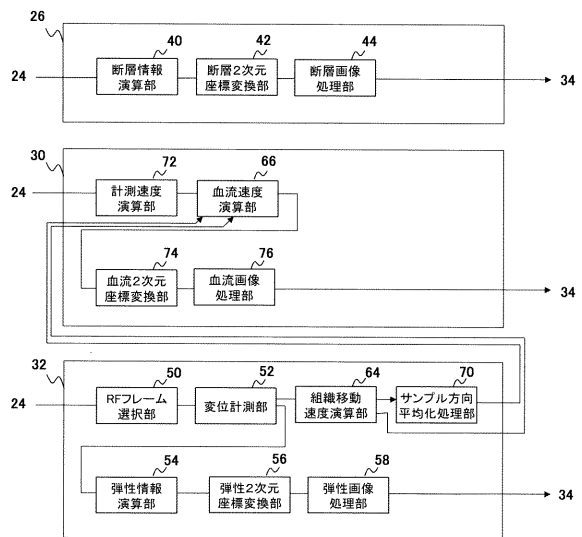 26
40
42
44
24
断層情報
演算部
断層2次元
座標変換部
断層画像
処理部
34
30
72
66
24
計測速度
演算部
血流速度
演算部
74
76
血流2次元
座標変換部
血流画像
処理部
34
32
50
52
64
70
24
RFフレーム
選択部
変位計測部
組織移動
速度演算部
サンプル方向
平均化処理部
54
56
58
弾性情報
演算部
弾性2次元
座標変換部
弾性画像
処理部
34